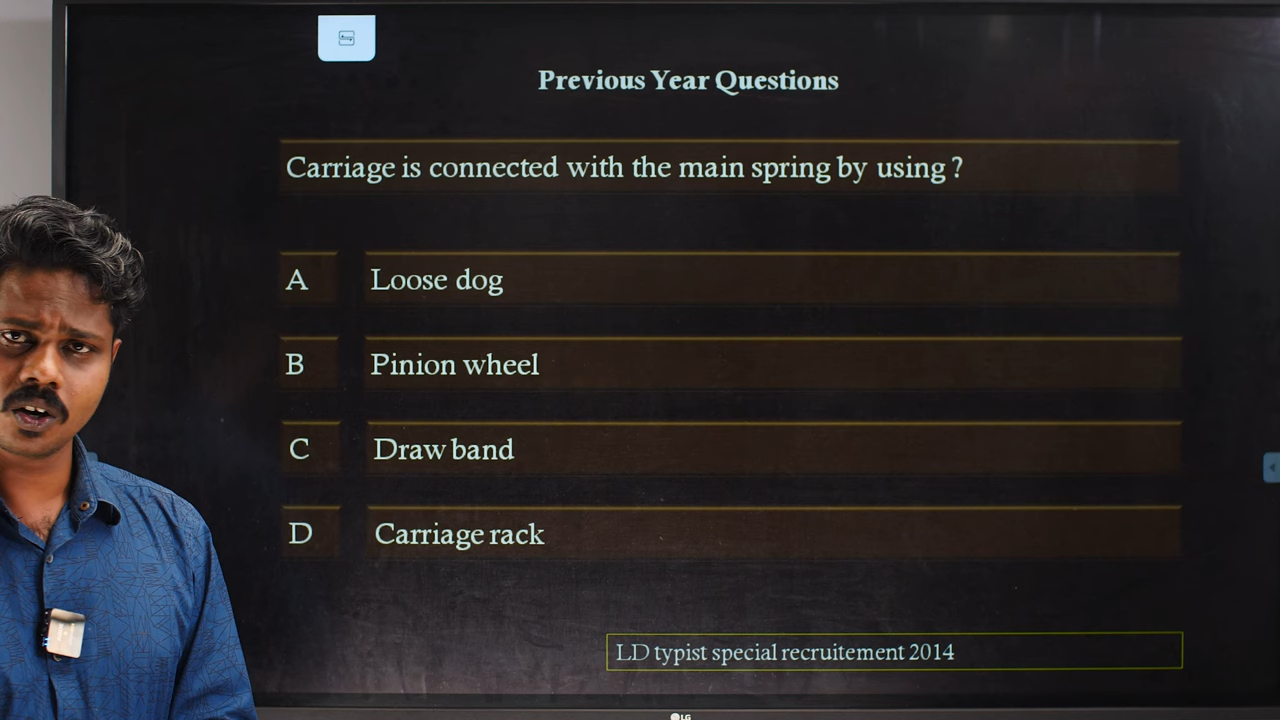 Previous Year Questions
Carriage is connected with the main spring by using ?
A Loose dog
B Pinion wheel
C Draw band
D Carriage rack
LD typist special recruitement 2014
LG